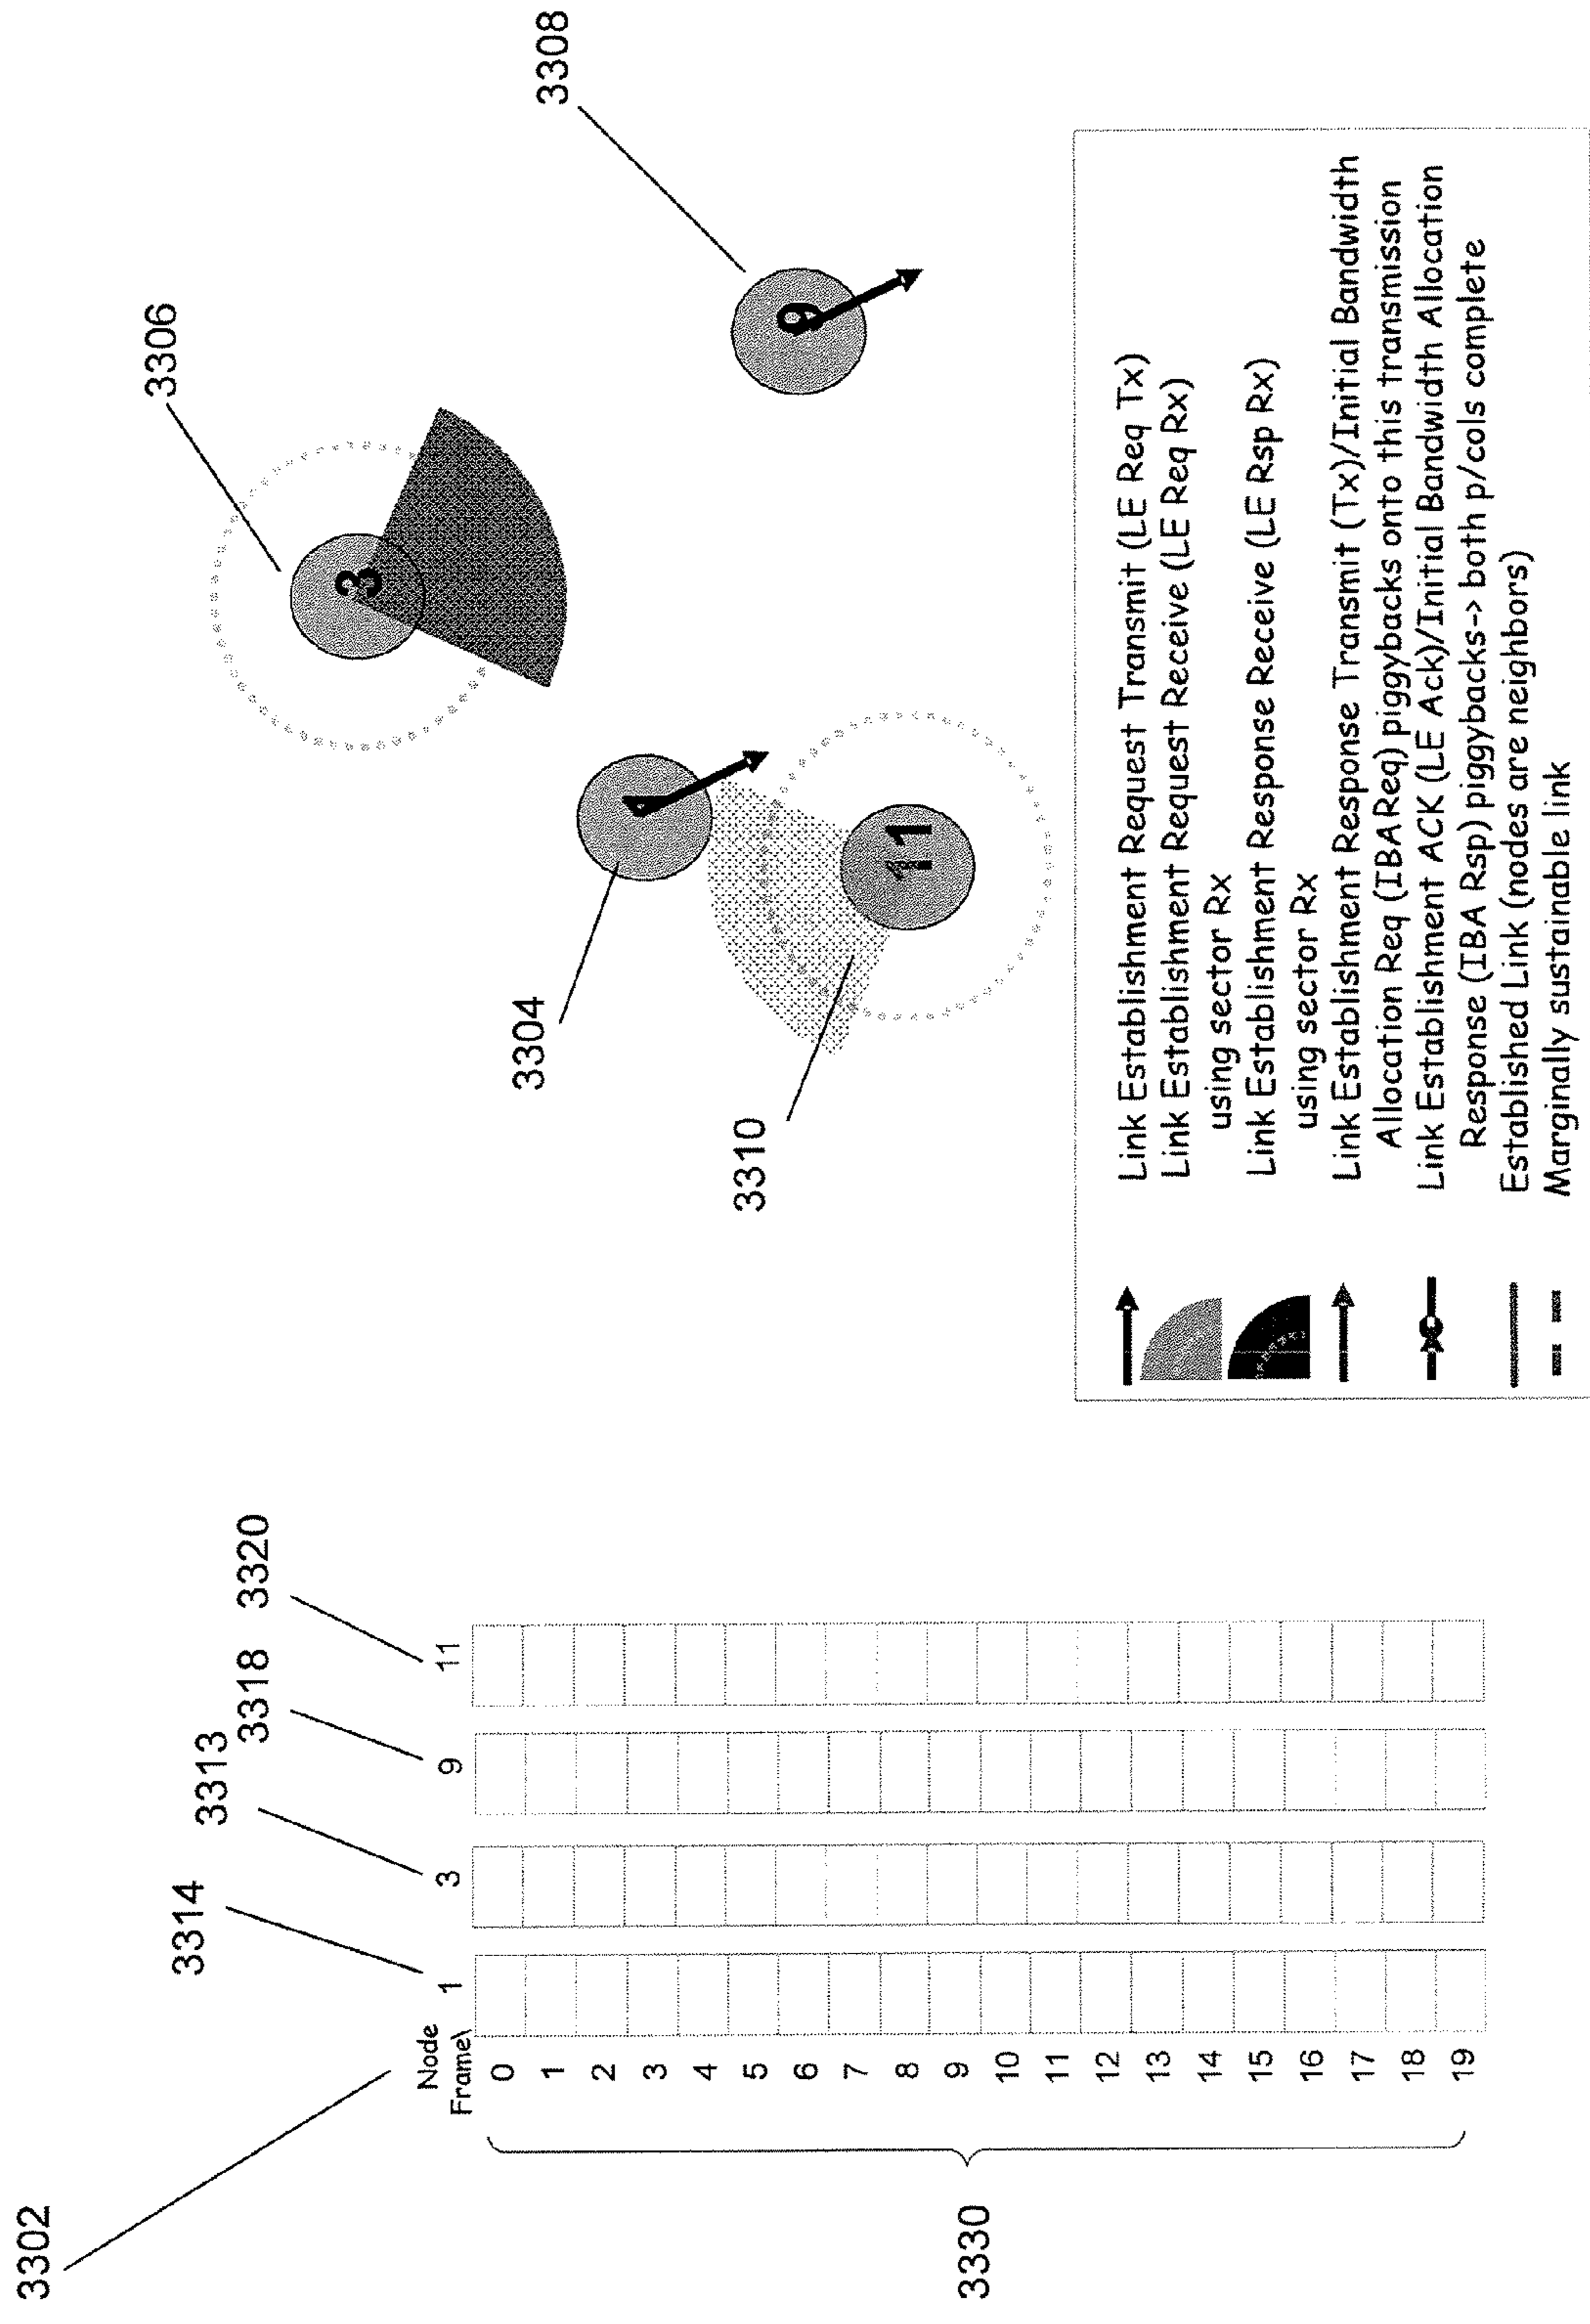 3302
3314
3313
3318
3320
Node 1 3 9 11
Frame\
0
1
2
3
4
5
6
7
8
9
10
11
12
13
14
15
16
17
18
19
3330
3306
3
3308
9
3304
1
3310
11
Link Establishment Request Transmit (LE Req Tx)
Link Establishment Request Receive (LE Req Rx)
using sector Rx
Link Establishment Response Receive (LE Rsp Rx)
using sector Rx
Link Establishment Response Transmit (Tx)/Initial Bandwidth
Allocation Req (IBA Req) piggybacks onto this transmission
Link Establishment ACK (LE Ack)/Initial Bandwidth Allocation
Response (IBA Rsp) piggybacks-> both p/cols complete
Established Link (nodes are neighbors)
Marginally sustainable link